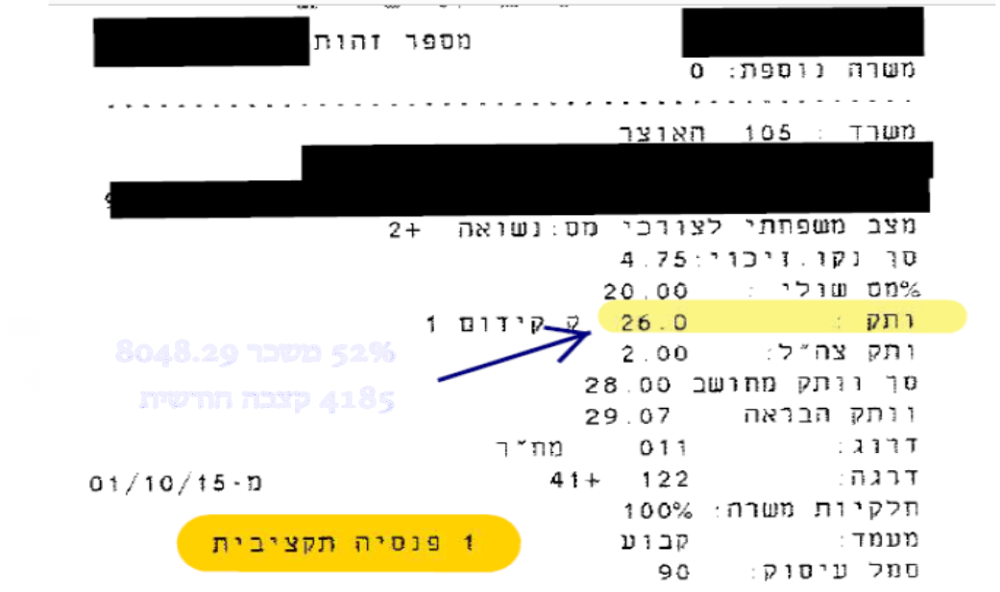 מספר זהות
משרה נוספת: 0
משרד : 105 האוצר
מצב משפחתי לצורכי מס: נשואה +2
סך נקו.זיכוי: 4.75
%מס שולי : 20.00
ותק : 26.0 ק קידום 1
ותק צה"ל: 2.00
סך וותק מחושב 28.00
וותק הבראה 29.07
דרוג: 011 מח"ר
דרגה: 122 +41 מ-01/10/15
חלקיות משרה: 100%
מעמד: קבוע
סמל עיסוק: 90
1 פנסיה תקציבית
52% משכר 8048.29
4185 קצבה חודשית